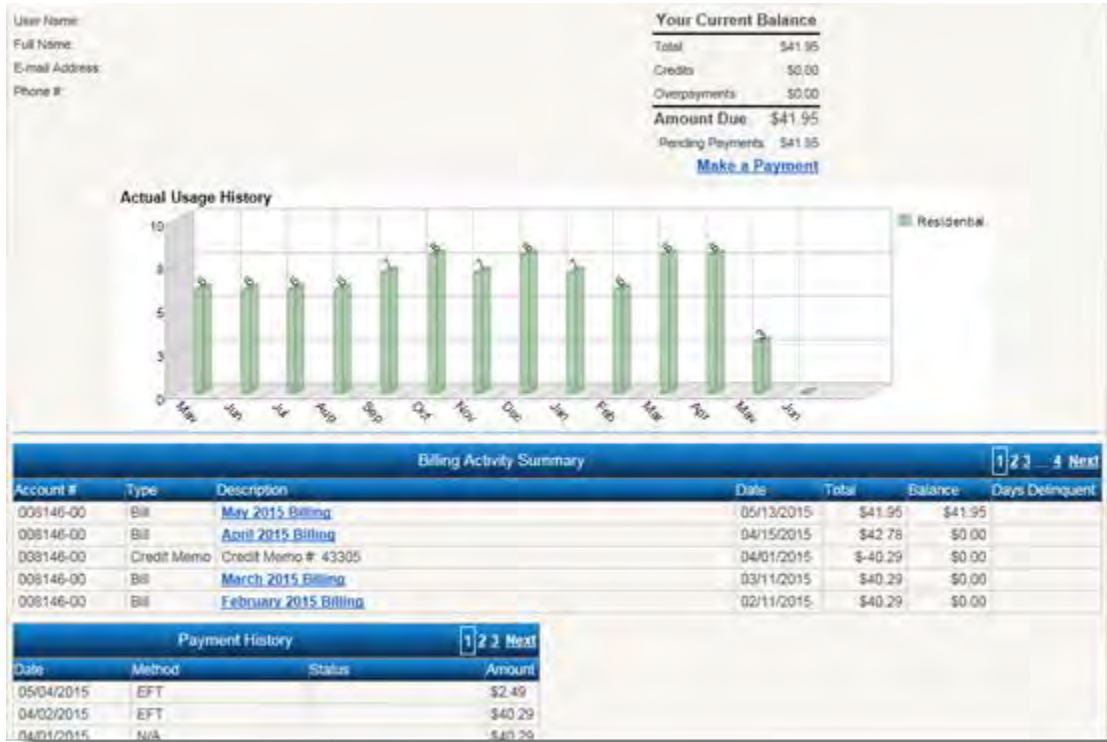 User Name:
Full Name:
E-mail Address:
Phone #:
Your Current Balance
Total $41.95
Credits $0.00
Overpayments $0.00
Amount Due $41.95
Pending Payments $41.95
Make a Payment
Actual Usage History
10
8
5
3
0
Residential
May Jun Jul Aug Sep Oct Nov Dec Jan Feb Mar Apr May Jun
Billing Activity Summary 1 2 3 ... 4 Next
Account # Type Description Date Total Balance Days Delinquent
008146-00 Bill May 2015 Billing 05/13/2015 $41.95 $41.95
008146-00 Bill April 2015 Billing 04/15/2015 $42.78 $0.00
008146-00 Credit Memo Credit Memo #: 43305 04/01/2015 $-40.29 $0.00
008146-00 Bill March 2015 Billing 03/11/2015 $40.29 $0.00
008146-00 Bill February 2015 Billing 02/11/2015 $40.29 $0.00
Payment History 1 2 3 Next
Date Method Status Amount
05/04/2015 EFT $2.49
04/02/2015 EFT $40.29
04/01/2015 N/A $40.29